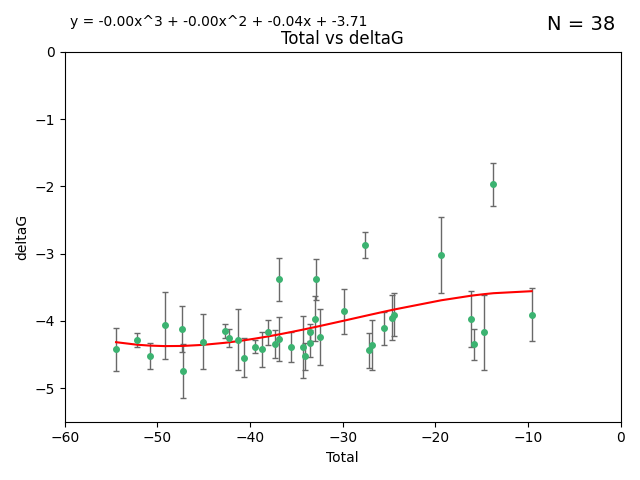 y = -0.00x^3 + -0.00x^2 + -0.04x + -3.71
N = 38
Total vs deltaG
0
−1
−2
−3
−4
−5
deltaG
−60 −50 −40 −30 −20 −10 0
Total